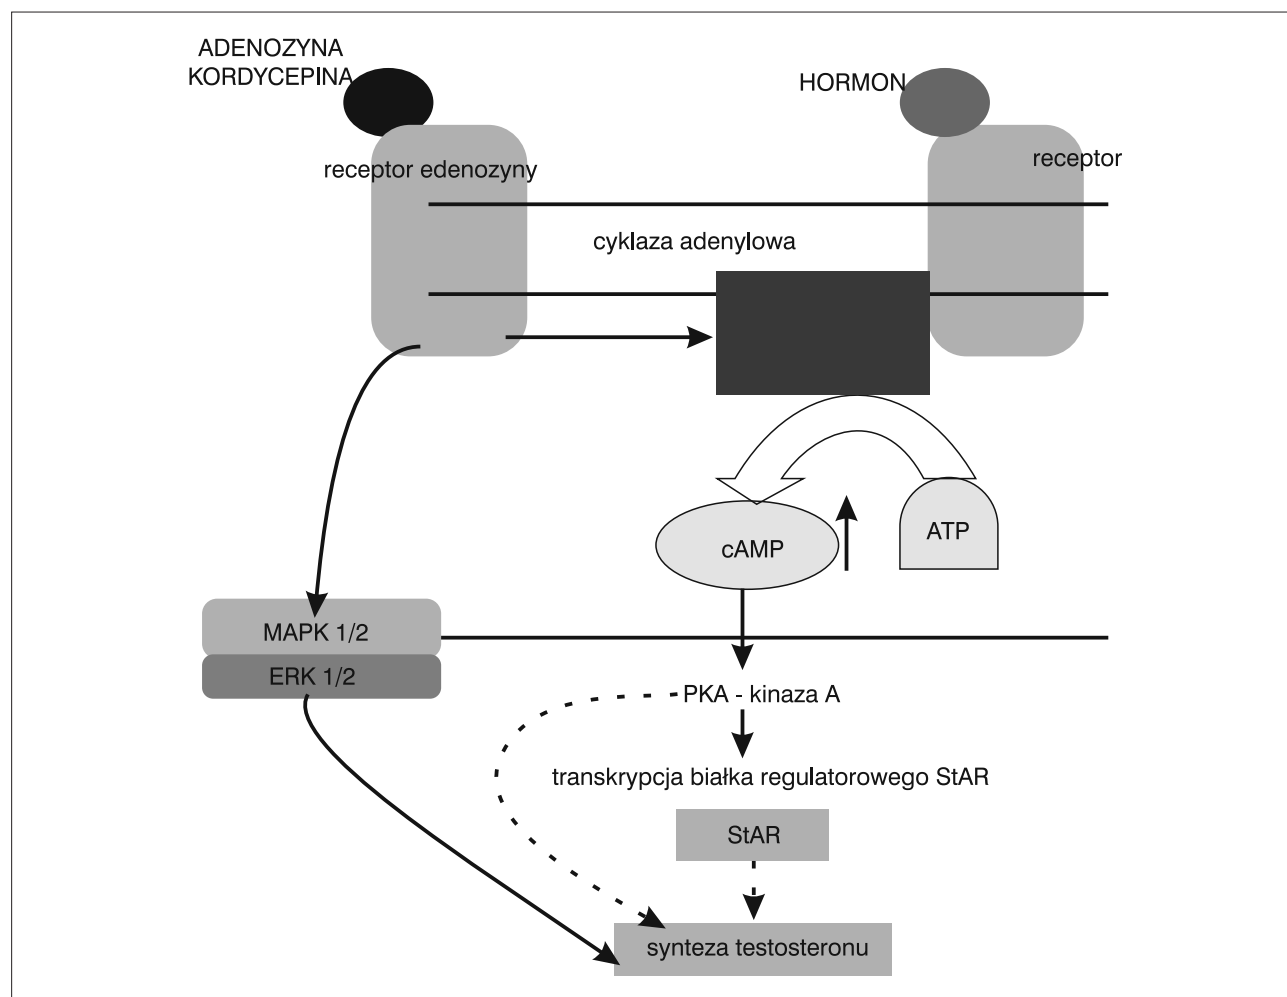 ADENOZYNA
KORDYCEPINA
HORMON
receptor edenozyny
receptor
cyklaza adenylowa
cAMP
ATP
MAPK 1/2
ERK 1/2
PKA - kinaza A
transkrypcja białka regulatorowego StAR
StAR
synteza testosteronu